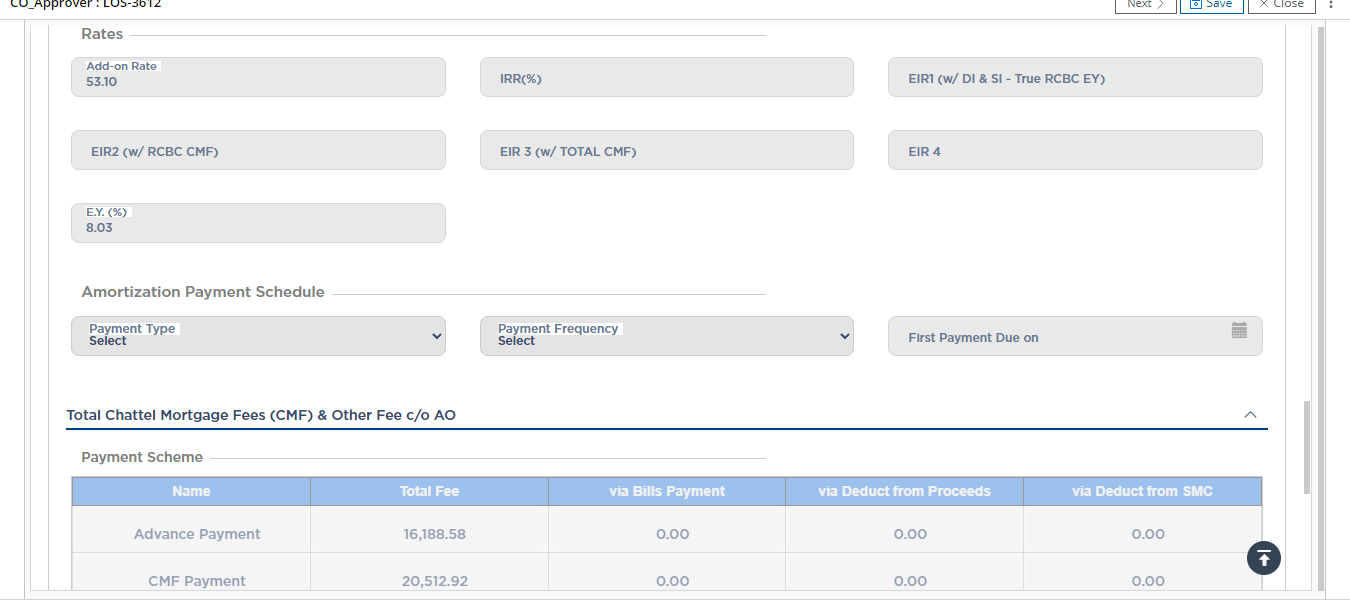 CO_Approver : LOS-3612
Next
Save
Close
Rates
Add-on Rate
53.10
IRR(%)
EIR1 (w/ DI & SI - True RCBC EY)
EIR2 (w/ RCBC CMF)
EIR 3 (w/ TOTAL CMF)
EIR 4
E.Y. (%)
8.03
Amortization Payment Schedule
Payment Type
Select
Payment Frequency
Select
First Payment Due on
Total Chattel Mortgage Fees (CMF) & Other Fee c/o AO
Payment Scheme
Name Total Fee via Bills Payment via Deduct from Proceeds via Deduct from SMC
Advance Payment 16,188.58 0.00 0.00 0.00
CMF Payment 20,512.92 0.00 0.00 0.00